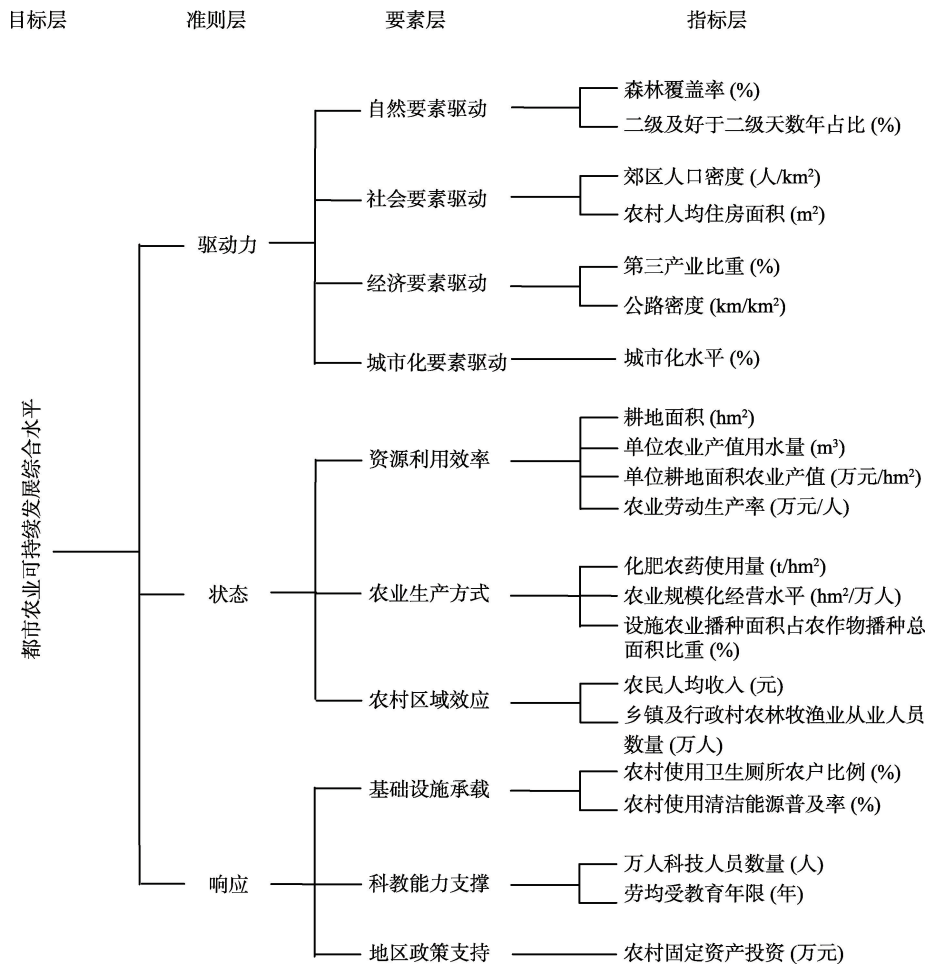 目标层 准则层 要素层 指标层
都市农业可持续发展综合水平
驱动力
自然要素驱动
森林覆盖率 (%)
二级及好于二级天数年占比 (%)
社会要素驱动
郊区人口密度 (人/km²)
农村人均住房面积 (m²)
经济要素驱动
第三产业比重 (%)
公路密度 (km/km²)
城市化要素驱动
城市化水平 (%)
状态
资源利用效率
耕地面积 (hm²)
单位农业产值用水量 (m³)
单位耕地面积农业产值 (万元/hm²)
农业劳动生产率 (万元/人)
农业生产方式
化肥农药使用量 (t/hm²)
农业规模化经营水平 (hm²/万人)
设施农业播种面积占农作物播种总
面积比重 (%)
农村区域效应
农民人均收入 (元)
乡镇及行政村农林牧渔业从业人员
数量 (万人)
响应
基础设施承载
农村使用卫生厕所农户比例 (%)
农村使用清洁能源普及率 (%)
科教能力支撑
万人科技人员数量 (人)
劳均受教育年限 (年)
地区政策支持
农村固定资产投资 (万元)